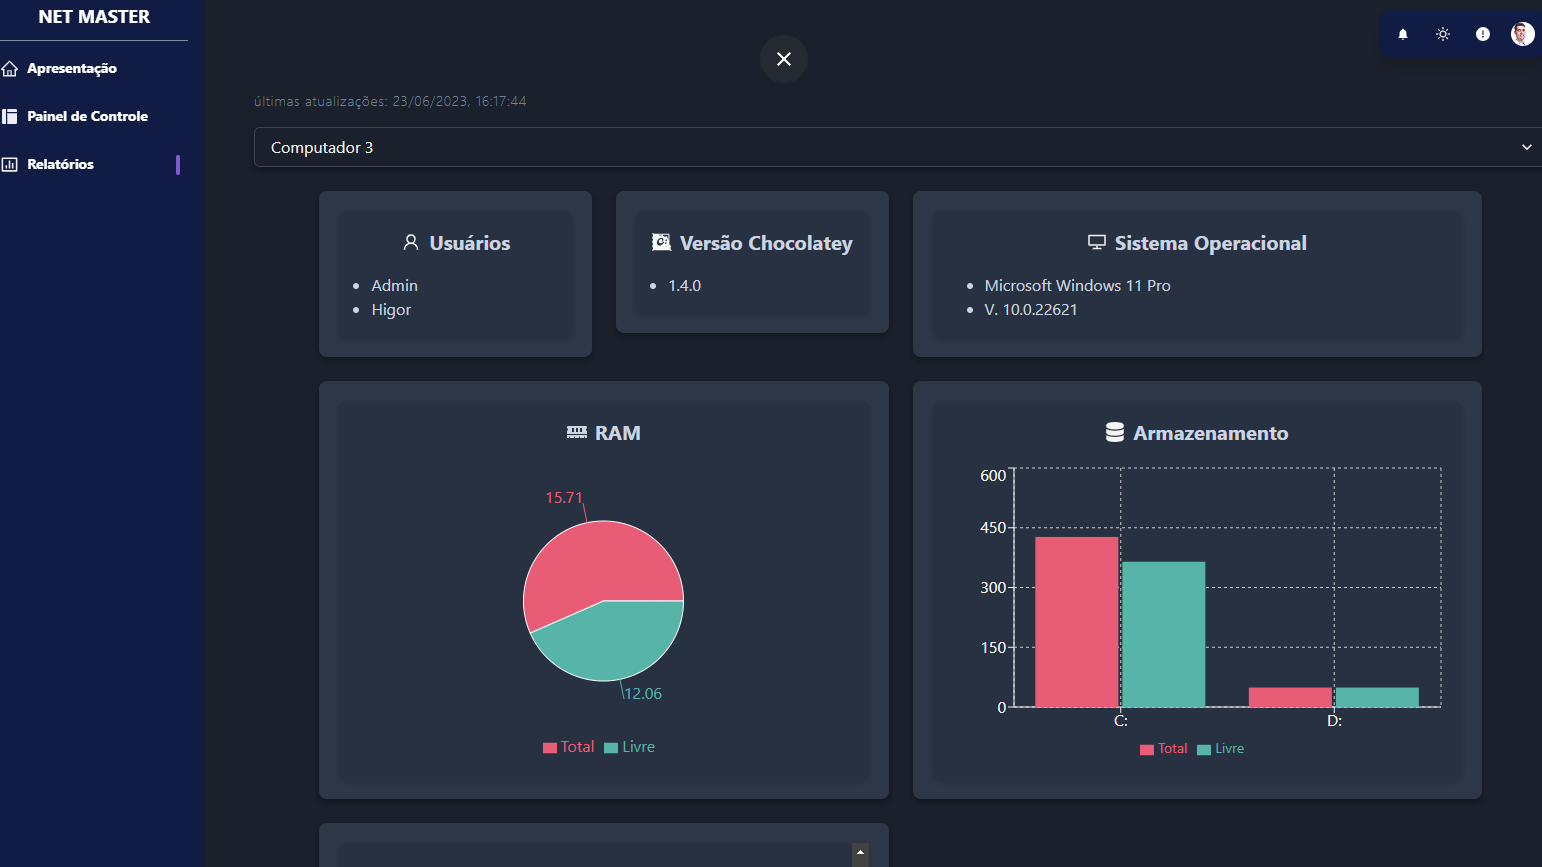 NET MASTER
Apresentação
Painel de Controle
Relatórios
últimas atualizações: 23/06/2023, 16:17:44
Computador 3
Usuários
Admin
Higor
Versão Chocolatey
1.4.0
Sistema Operacional
Microsoft Windows 11 Pro
V. 10.0.22621
RAM
15.71
12.06
Total Livre
Armazenamento
600
450
300
150
0
C: D:
Total Livre